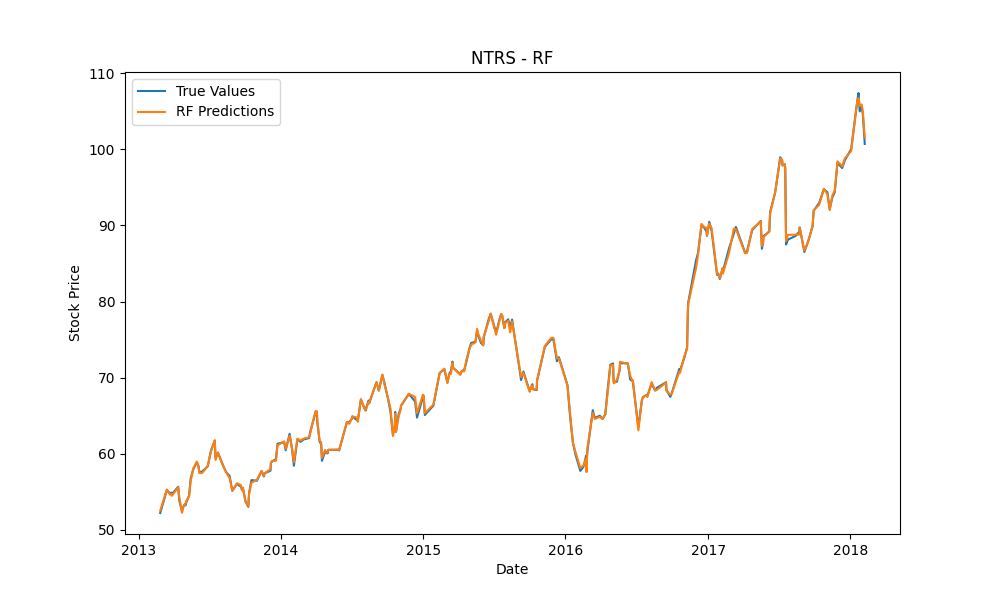 NTRS - RF
True Values
RF Predictions
Stock Price
110
100
90
80
70
60
50
2013
2014
2015
2016
2017
2018
Date